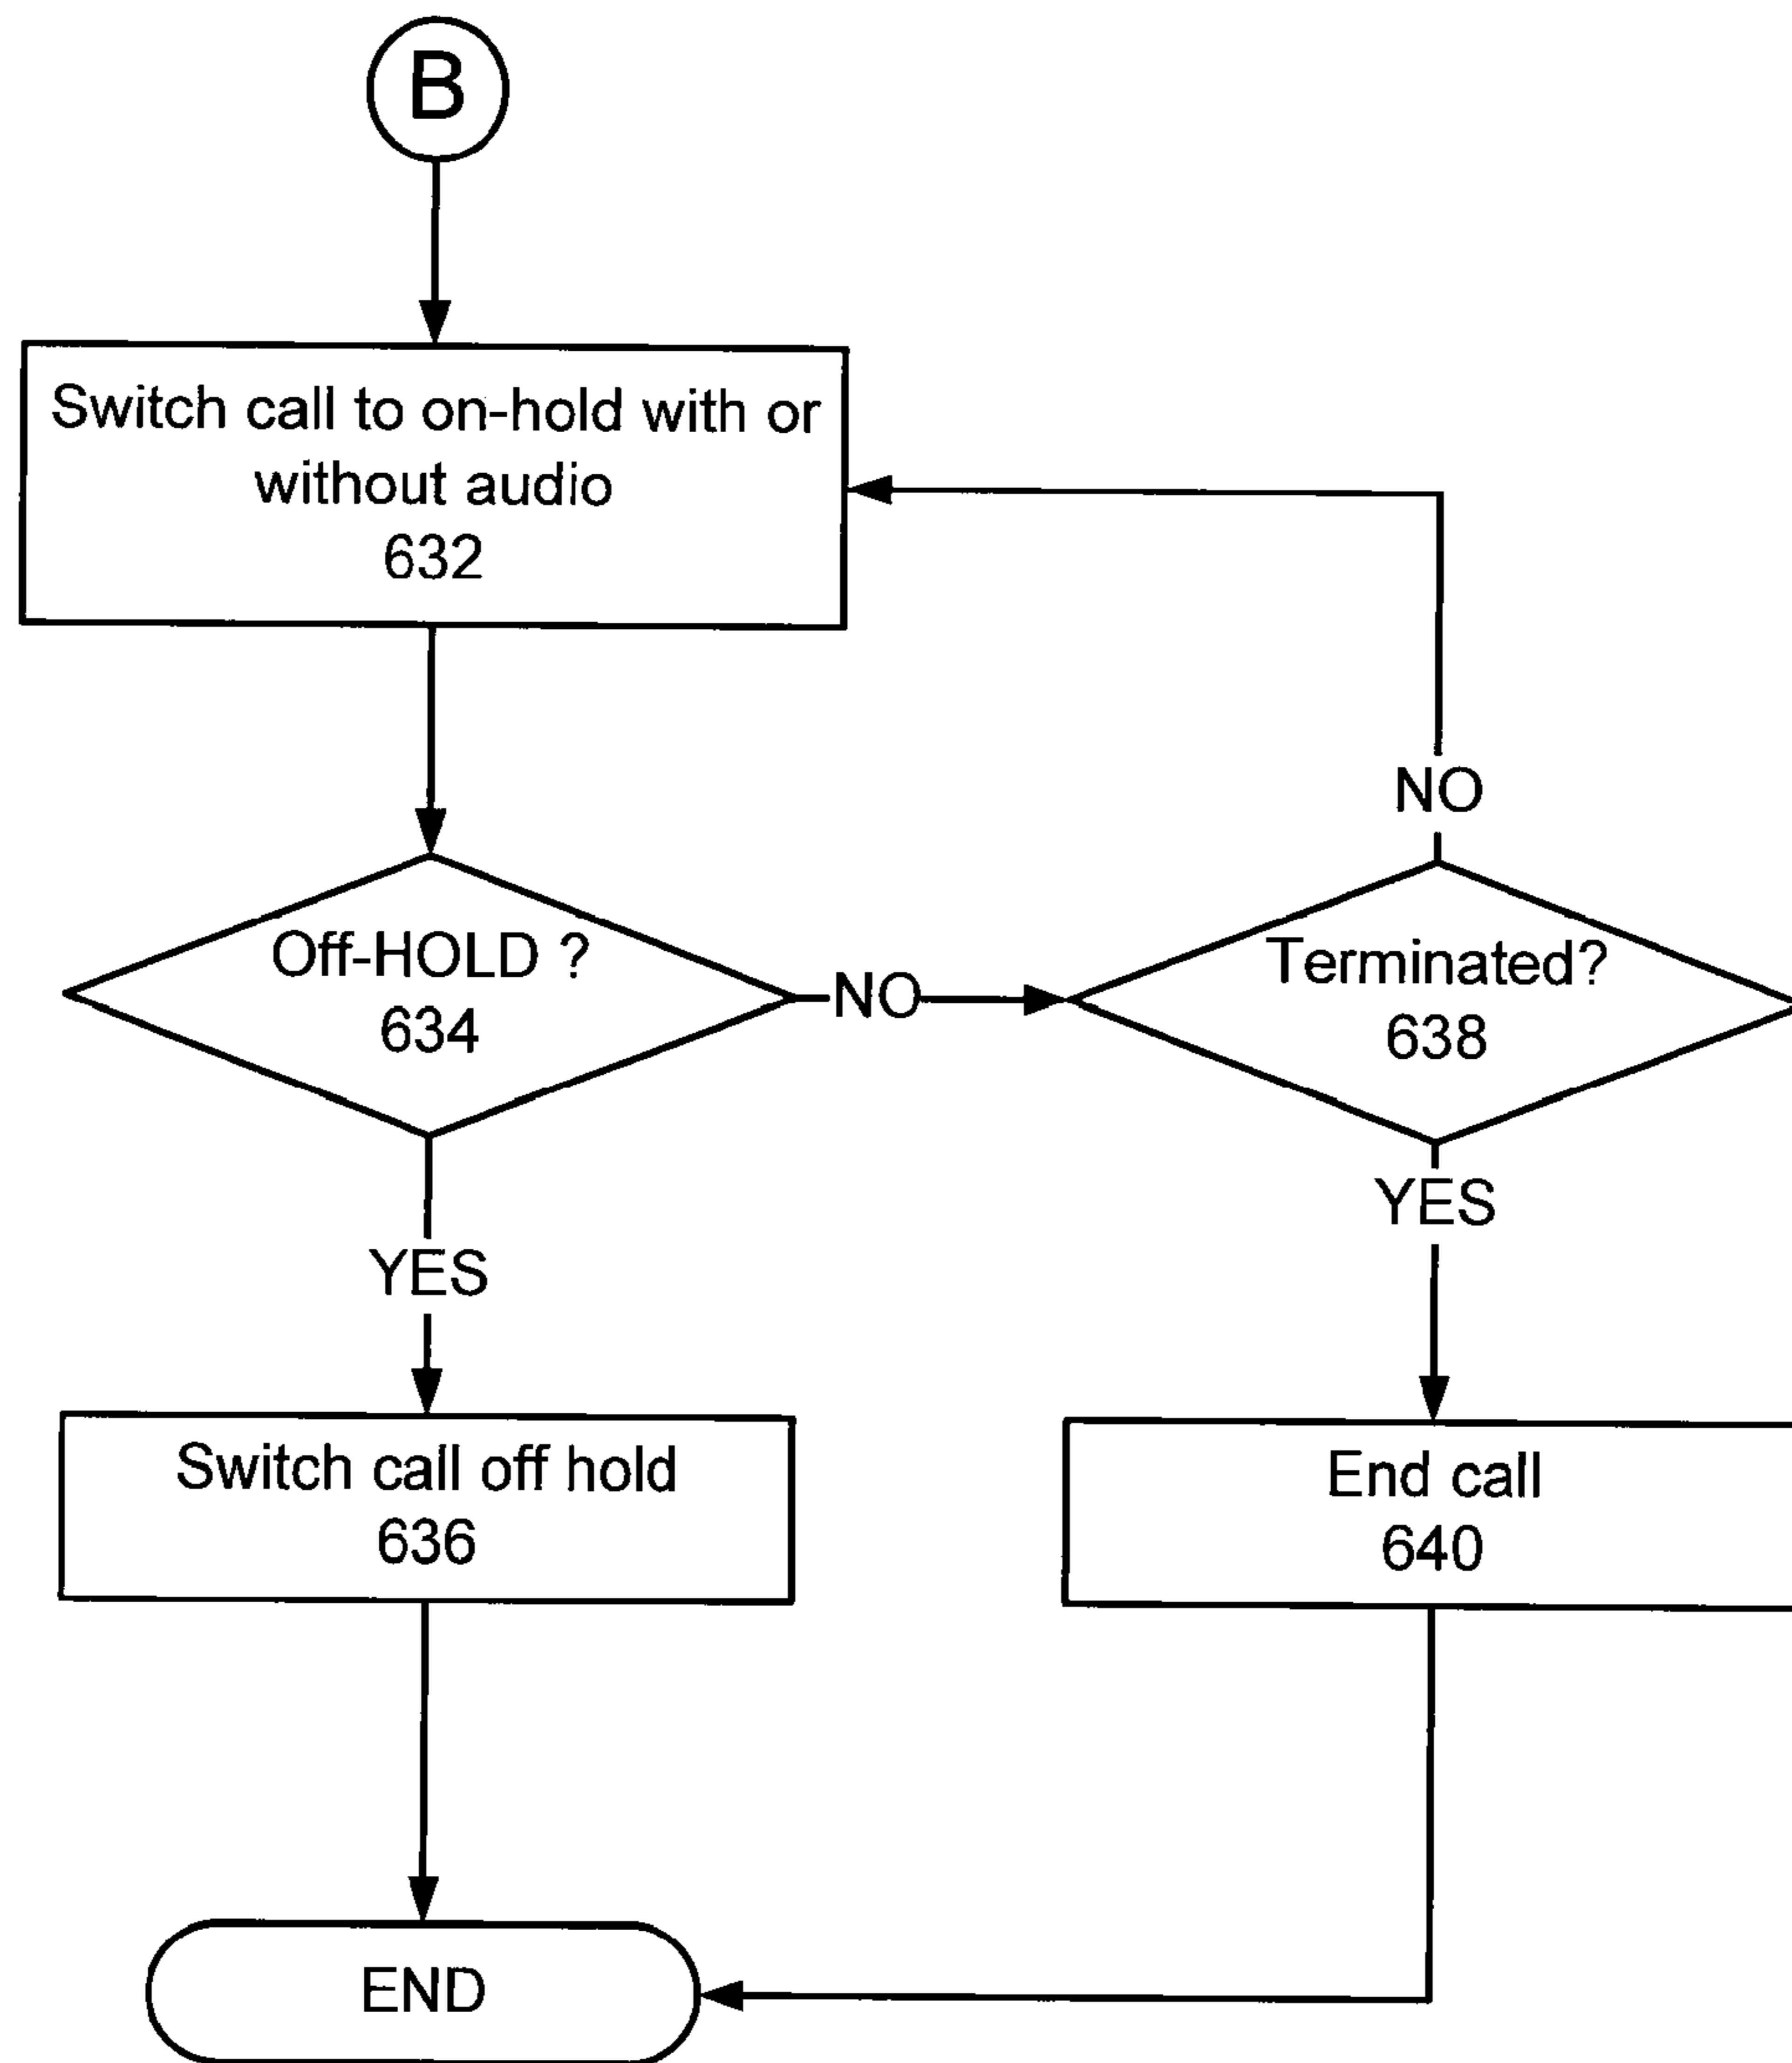 B
Switch call to on-hold with or
without audio
632
NO
Off-HOLD ?
634
NO
Terminated?
638
YES
YES
Switch call off hold
636
End call
640
END